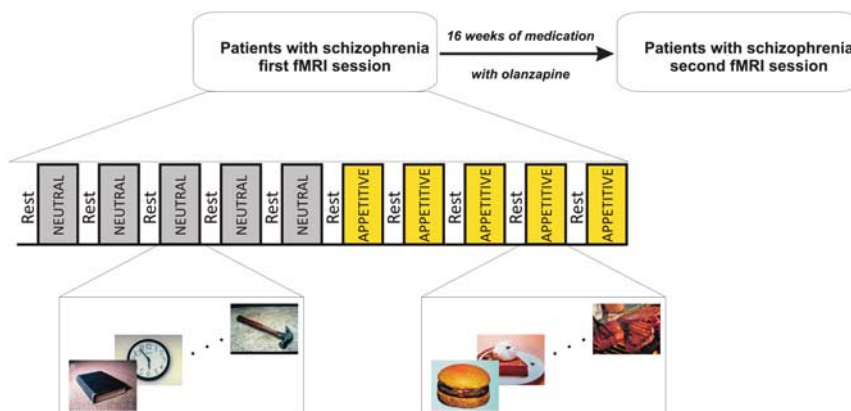 Patients with schizophrenia
first fMRI session
16 weeks of medication
with olanzapine
Patients with schizophrenia
second fMRI session
Rest NEUTRAL Rest NEUTRAL Rest NEUTRAL Rest NEUTRAL Rest NEUTRAL Rest APPETITIVE Rest APPETITIVE Rest APPETITIVE Rest APPETITIVE Rest APPETITIVE